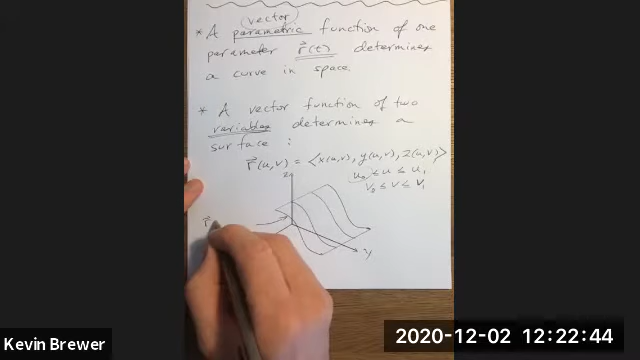 (vector)
* A parametric function of one
parameter r⃗(t) determines
a curve in space.
* A vector function of two
variables determines a
surface :
r⃗(u,v) = <x(u,v), y(u,v), z(u,v)>
u₀ ≤ u ≤ u₁
v₀ ≤ v ≤ v₁
z
y
r⃗
Kevin Brewer
2020-12-02 12:22:44